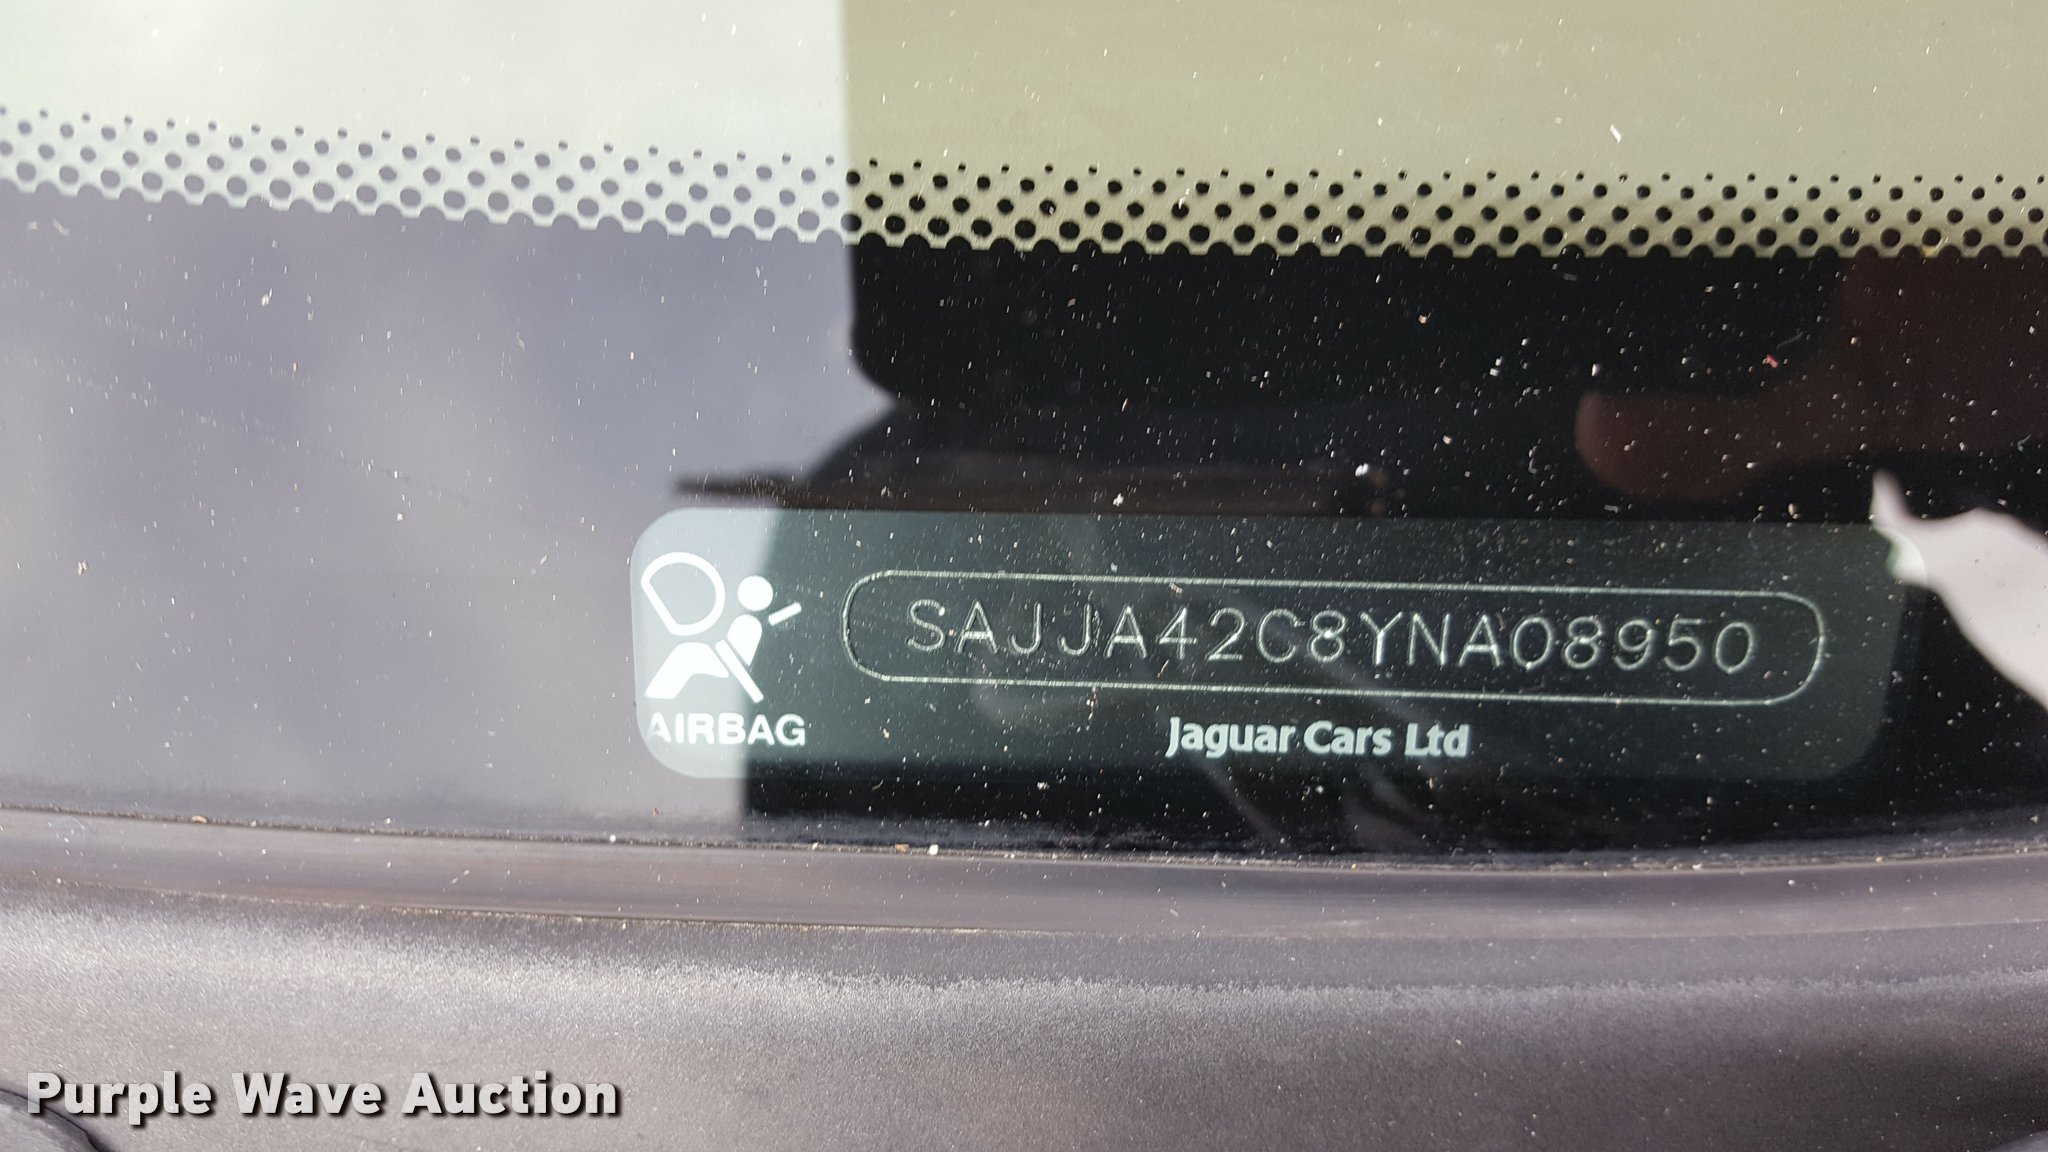 SAJJA42C8YNA08950
AIRBAG
Jaguar Cars Ltd
Purple Wave Auction